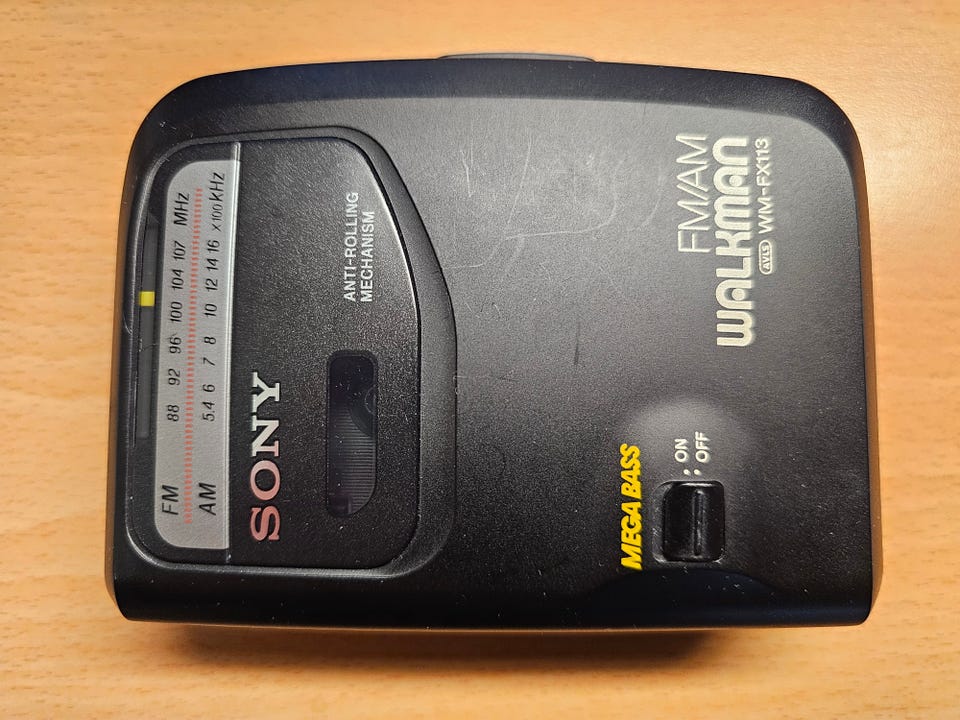 FM 88 92 96 100 104 107 MHz
AM 5.4 6 7 8 10 12 14 16 x100kHz
SONY
ANTI-ROLLING
MECHANISM
MEGA BASS
ON
OFF
FM/AM
WALKMAN
AVLS WM-FX113